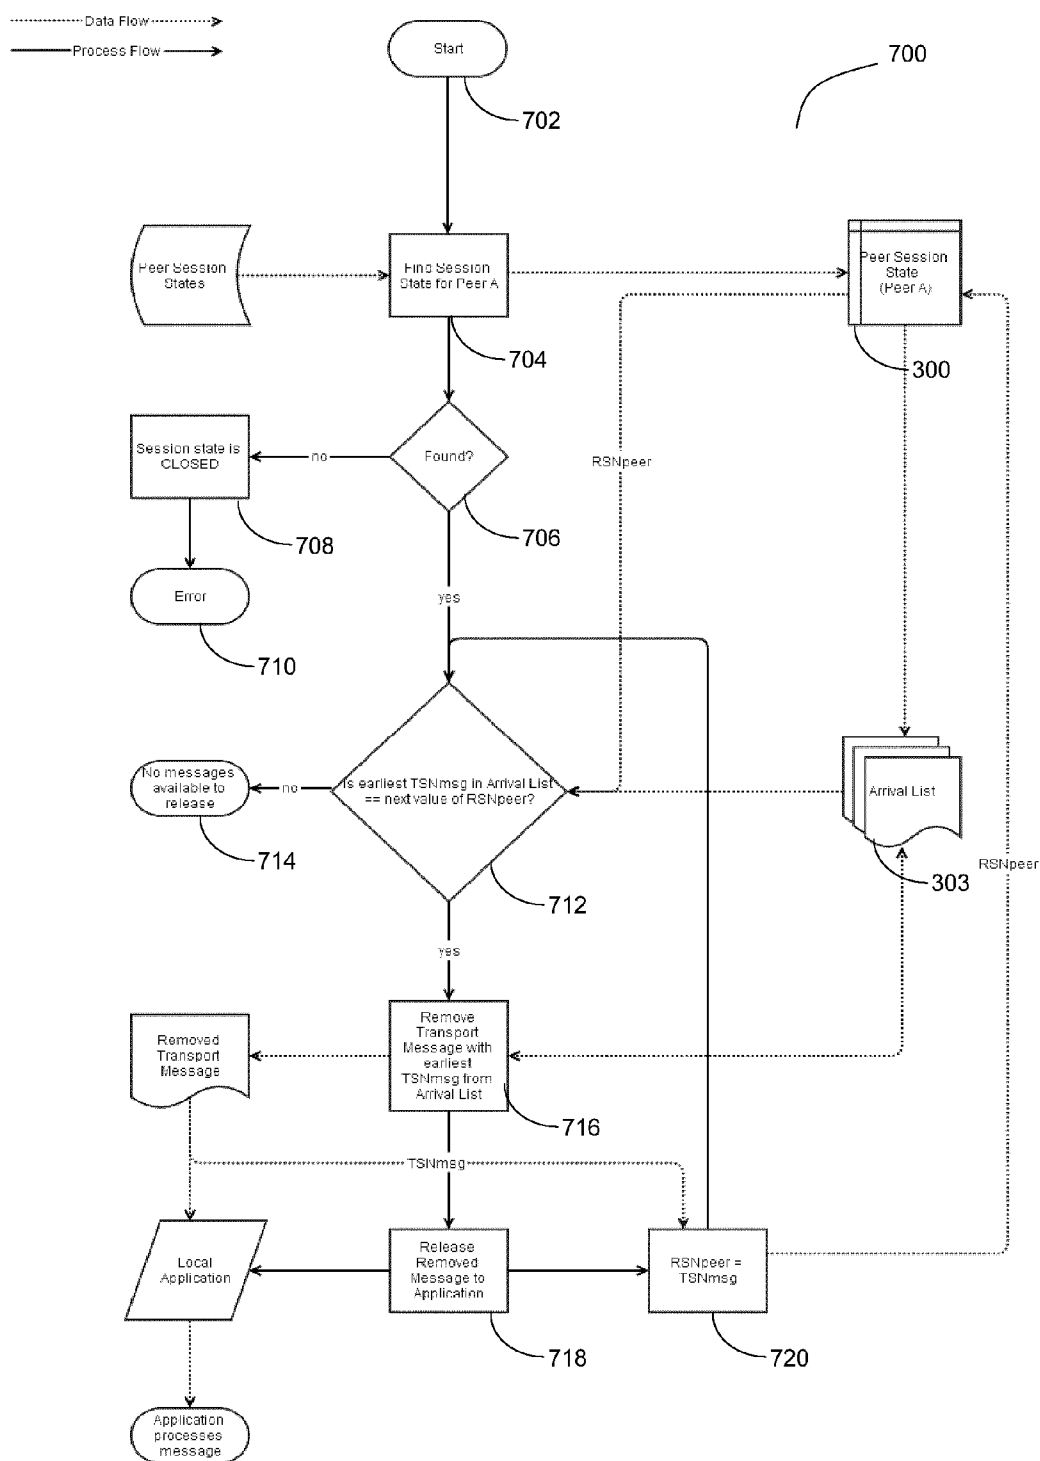 Data Flow
Process Flow
Start
700
702
Peer Session
States
Find Session
State for Peer A
Peer Session
State
(Peer A)
704
300
Session state is
CLOSED
no
Found?
RSNpeer
708
706
Error
yes
710
No messages
available to
release
no
Is earliest TSNmsg in Arrival List
== next value of RSNpeer?
Arrival List
714
712
303
RSNpeer
yes
Removed
Transport
Message
Remove
Transport
Message with
earliest
TSNmsg from
Arrival List
716
TSNmsg
Local
Application
Release
Removed
Message to
Application
RSNpeer =
TSNmsg
718
720
Application
processes
message